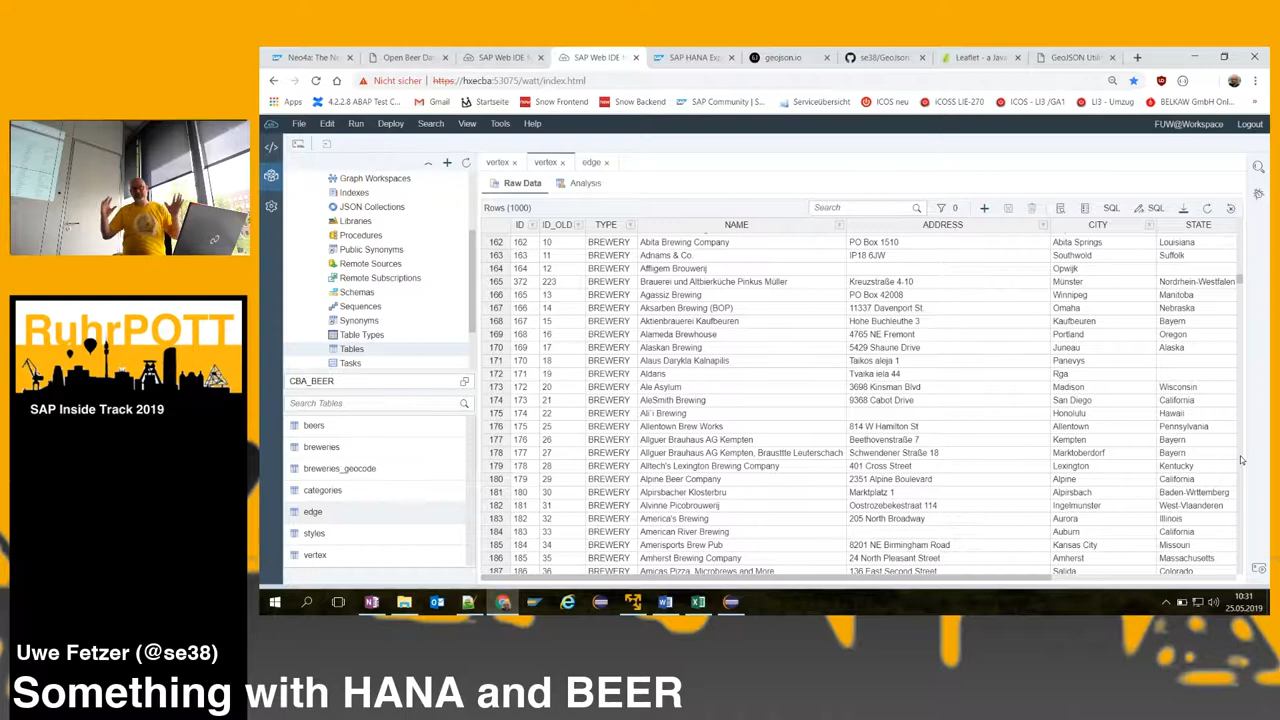 Neo4a: The N
Open Beer Da
SAP Web IDE
SAP Web IDE
SAP HANA Exp
geojson.io
se38/GeoJson
Leaflet - a Java
GeoJSON Utilit
Nicht sicher | https://hxecba:53075/watt/index.html
Apps
4.2.2.8 ABAP Test C...
Gmail
Startseite
Snow Frontend
Snow Backend
SAP Community | S...
Serviceübersicht
ICOS neu
iCOSS LIE-270
ICOS - LI3 /GA1
LI3 - Umzug
BELKAW GmbH Onl...
File Edit Run Deploy Search View Tools Help
FUW@Workspace Logout
vertex vertex edge
Graph Workspaces
Indexes
JSON Collections
Libraries
Procedures
Public Synonyms
Remote Sources
Remote Subscriptions
Schemas
Sequences
Synonyms
Table Types
Tables
Tasks
CBA_BEER
Search Tables
beers
breweries
breweries_geocode
categories
edge
styles
vertex
Raw Data Analysis
Rows (1000) Search 0 SQL SQL
ID ID_OLD TYPE NAME ADDRESS CITY STATE
162 162 10 BREWERY Abita Brewing Company PO Box 1510 Abita Springs Louisiana
163 163 11 BREWERY Adnams & Co. IP18 6JW Southwold Suffolk
164 164 12 BREWERY Affligem Brouwerij Opwijk
165 372 223 BREWERY Brauerei und Altbierküche Pinkus Müller Kreuzstraße 4-10 Münster Nordrhein-Westfalen
166 165 13 BREWERY Agassiz Brewing PO Box 42008 Winnipeg Manitoba
167 166 14 BREWERY Aksarben Brewing (BOP) 11337 Davenport St. Omaha Nebraska
168 167 15 BREWERY Aktienbrauerei Kaufbeuren Hohe Buchleuthe 3 Kaufbeuren Bayern
169 168 16 BREWERY Alameda Brewhouse 4765 NE Fremont Portland Oregon
170 169 17 BREWERY Alaskan Brewing 5429 Shaune Drive Juneau Alaska
171 170 18 BREWERY Alaus Darykla Kalnapilis Taikos aleja 1 Panevys
172 171 19 BREWERY Aldaris Tvaika iela 44 Rga
173 172 20 BREWERY Ale Asylum 3698 Kinsman Blvd Madison Wisconsin
174 173 21 BREWERY AleSmith Brewing 9368 Cabot Drive San Diego California
175 174 22 BREWERY Ali`i Brewing Honolulu Hawaii
176 175 25 BREWERY Allentown Brew Works 814 W Hamilton St Allentown Pennsylvania
177 176 26 BREWERY Allguer Brauhaus AG Kempten Beethovenstraße 7 Kempten Bayern
178 177 27 BREWERY Allguer Brauhaus AG Kempten, Brausttte Leuterschach Schwendener Straße 18 Marktoberdorf Bayern
179 178 28 BREWERY Alltech's Lexington Brewing Company 401 Cross Street Lexington Kentucky
180 179 29 BREWERY Alpine Beer Company 2351 Alpine Boulevard Alpine California
181 180 30 BREWERY Alpirsbacher Klosterbru Marktplatz 1 Alpirsbach Baden-Wrttemberg
182 181 31 BREWERY Alvinne Picobrouwerij Oostrozebekestraat 114 Ingelmunster West-Vlaanderen
183 182 32 BREWERY America's Brewing 205 North Broadway Aurora Illinois
184 183 33 BREWERY American River Brewing Auburn California
185 184 34 BREWERY Amerisports Brew Pub 8201 NE Birmingham Road Kansas City Missouri
186 185 35 BREWERY Amherst Brewing Company 24 North Pleasant Street Amherst Massachusetts
187 186 36 BREWERY Amicas Pizza, Microbrews and More 136 East Second Street Salida Colorado
10:31
25.05.2019
RuhrPOTT
SAP Inside Track 2019
Uwe Fetzer (@se38)
Something with HANA and BEER